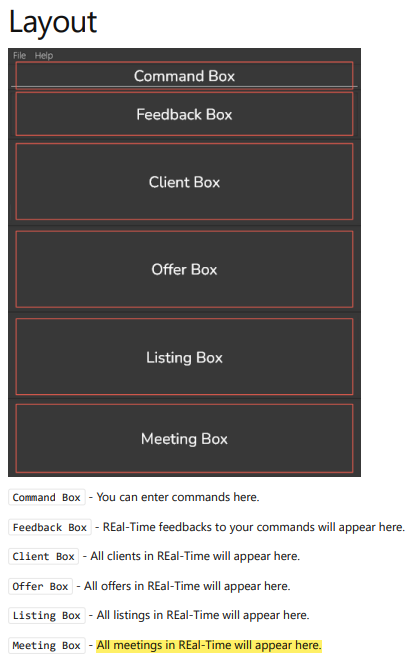 Layout
File Help
Command Box
Feedback Box
Client Box
Offer Box
Listing Box
Meeting Box
Command Box - You can enter commands here.
Feedback Box - REal-Time feedbacks to your commands will appear here.
Client Box - All clients in REal-Time will appear here.
Offer Box - All offers in REal-Time will appear here.
Listing Box - All listings in REal-Time will appear here.
Meeting Box - All meetings in REal-Time will appear here.